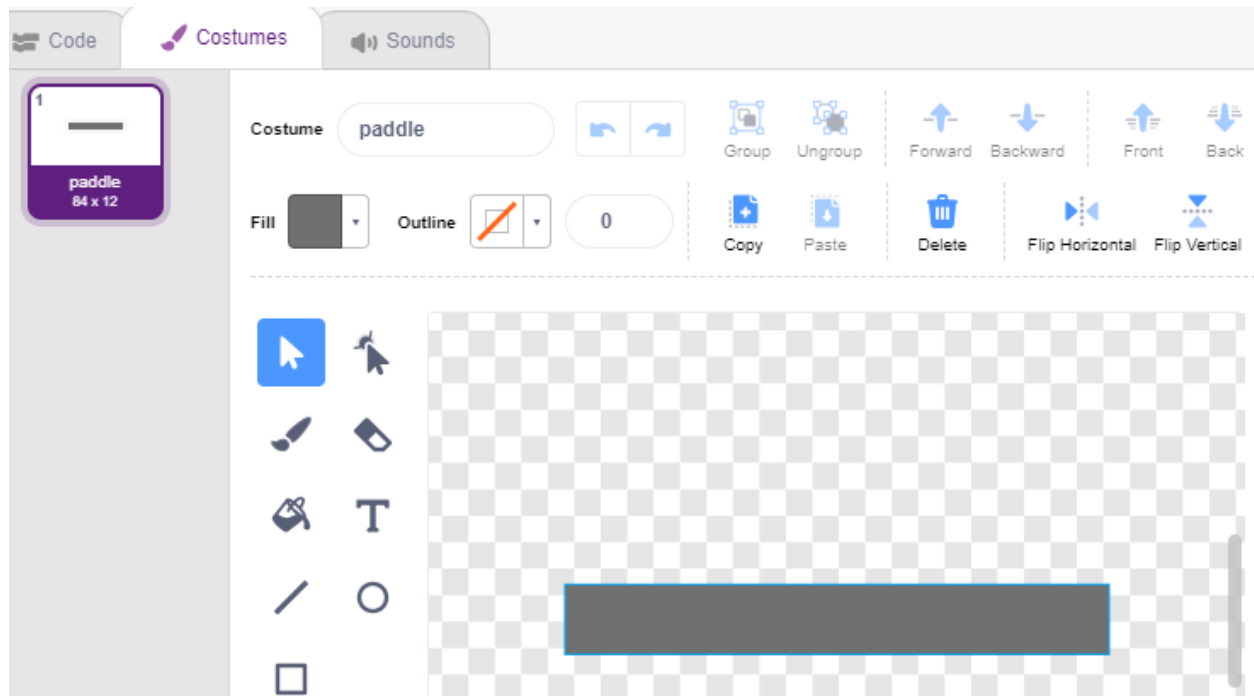 Code Costumes Sounds
1
paddle
84 x 12
Costume paddle
Group Ungroup Forward Backward Front Back
Fill Outline 0
Copy Paste Delete Flip Horizontal Flip Vertical
T